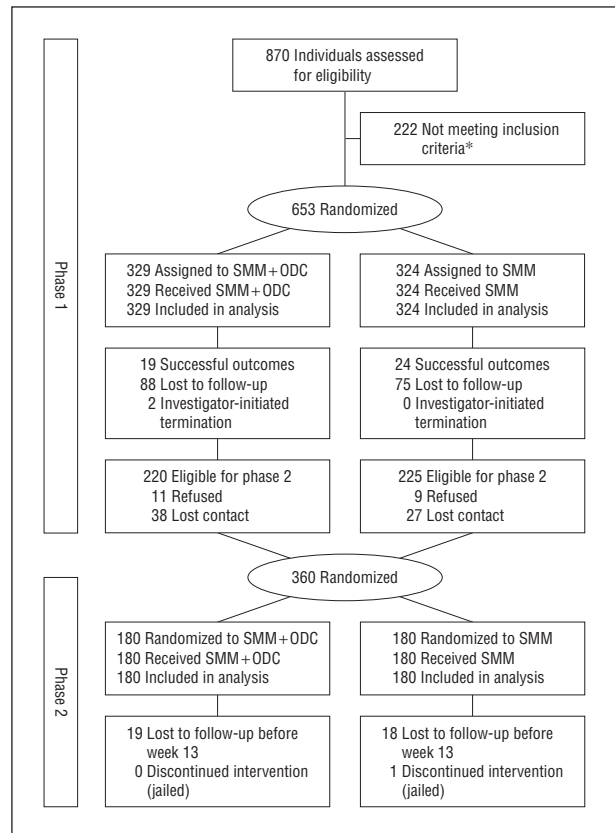 870 Individuals assessed
for eligibility
222 Not meeting inclusion
criteria*
653 Randomized
Phase 1
329 Assigned to SMM+ODC
329 Received SMM+ODC
329 Included in analysis
324 Assigned to SMM
324 Received SMM
324 Included in analysis
19 Successful outcomes
88 Lost to follow-up
2 Investigator-initiated
termination
24 Successful outcomes
75 Lost to follow-up
0 Investigator-initiated
termination
220 Eligible for phase 2
11 Refused
38 Lost contact
225 Eligible for phase 2
9 Refused
27 Lost contact
360 Randomized
Phase 2
180 Randomized to SMM+ODC
180 Received SMM+ODC
180 Included in analysis
180 Randomized to SMM
180 Received SMM
180 Included in analysis
19 Lost to follow-up before
week 13
0 Discontinued intervention
(jailed)
18 Lost to follow-up before
week 13
1 Discontinued intervention
(jailed)